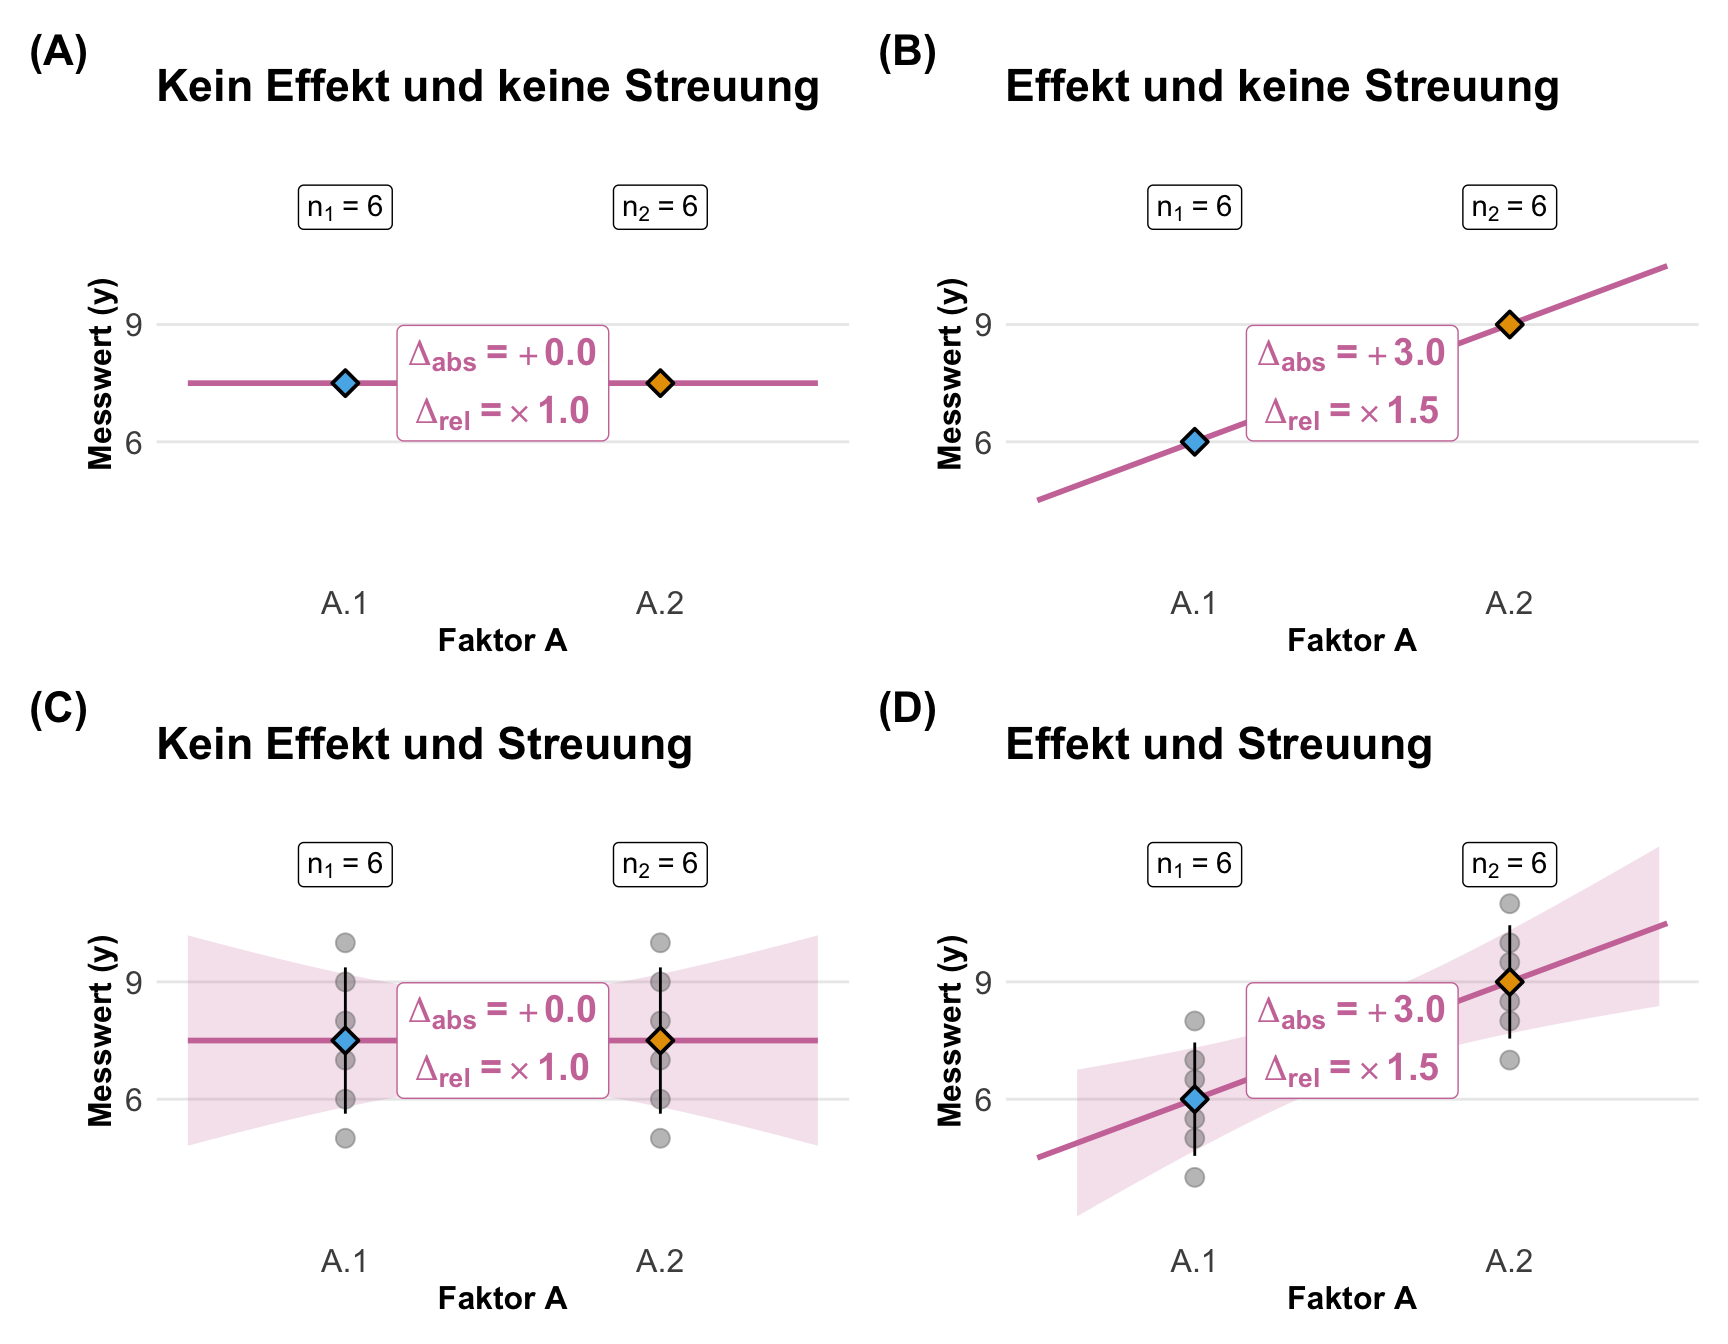 (A)
Kein Effekt und keine Streuung
n₁ = 6
n₂ = 6
Messwert (y)
9
6
Δabs = + 0.0
Δrel = × 1.0
A.1
A.2
Faktor A
(B)
Effekt und keine Streuung
n₁ = 6
n₂ = 6
Messwert (y)
9
6
Δabs = + 3.0
Δrel = × 1.5
A.1
A.2
Faktor A
(C)
Kein Effekt und Streuung
n₁ = 6
n₂ = 6
Messwert (y)
9
6
Δabs = + 0.0
Δrel = × 1.0
A.1
A.2
Faktor A
(D)
Effekt und Streuung
n₁ = 6
n₂ = 6
Messwert (y)
9
6
Δabs = + 3.0
Δrel = × 1.5
A.1
A.2
Faktor A